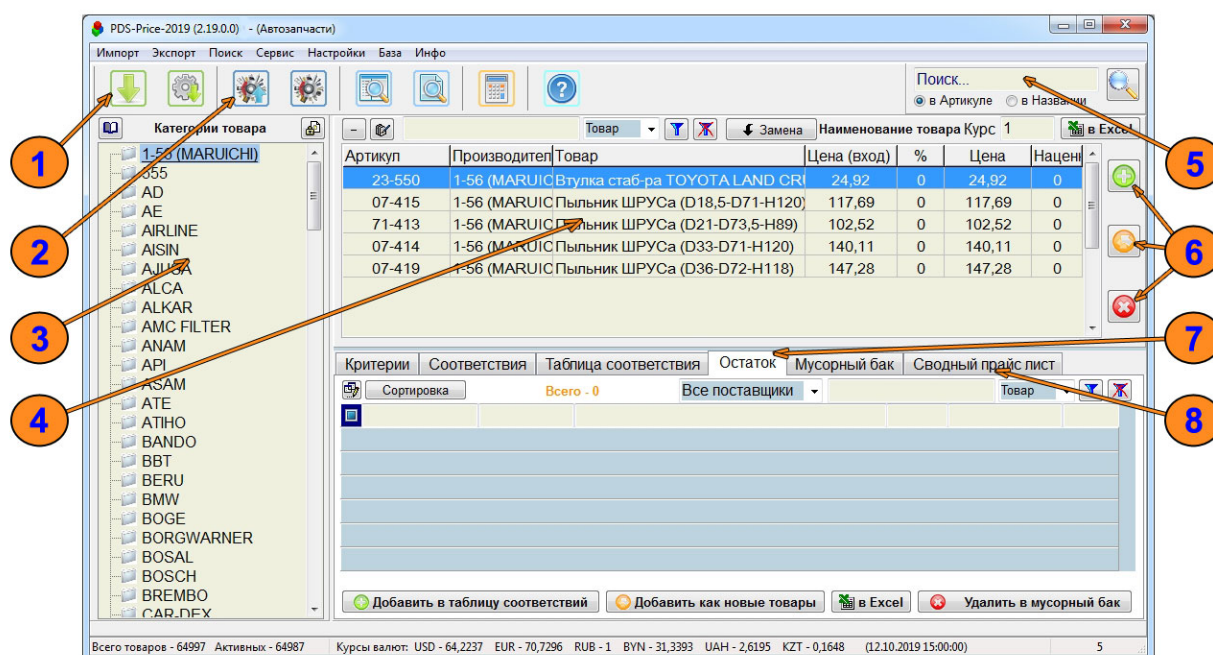 PDS-Price-2019 (2.19.0.0) - (Автозапчасти)
Импорт Экспорт Поиск Сервис Настройки База Инфо
Поиск...
в Артикуле в Названии
1
2
3
4
5
6
7
8
Категории товара
1-56 (MARUICHI)
555
AD
AE
AIRLINE
AISIN
AJUSA
ALCA
ALKAR
AMC FILTER
ANAM
API
ASAM
ATE
ATIHO
BANDO
BBT
BERU
BMW
BOGE
BORGWARNER
BOSAL
BOSCH
BREMBO
CAR-DEX
Товар Замена Наименование товара Курс 1 в Excel
Артикул Производител Товар Цена (вход) % Цена Нацен
23-550 1-56 (MARUIC Втулка стаб-ра TOYOTA LAND CRU 24,92 0 24,92 0
07-415 1-56 (MARUIC Пыльник ШРУСа (D18,5-D71-H120) 117,69 0 117,69 0
71-413 1-56 (MARUIC Пыльник ШРУСа (D21-D73,5-H89) 102,52 0 102,52 0
07-414 1-56 (MARUIC Пыльник ШРУСа (D33-D71-H120) 140,11 0 140,11 0
07-419 1-56 (MARUIC Пыльник ШРУСа (D36-D72-H118) 147,28 0 147,28 0
Критерии Соответствия Таблица соответствия Остаток Мусорный бак Сводный прайс лист
Сортировка Всего - 0 Все поставщики Товар
Добавить в таблицу соответствий Добавить как новые товары в Excel Удалить в мусорный бак
Всего товаров - 64997 Активных - 64987 Курсы валют: USD - 64,2237 EUR - 70,7296 RUB - 1 BYN - 31,3393 UAH - 2,6195 KZT - 0,1648 (12.10.2019 15:00:00) 5